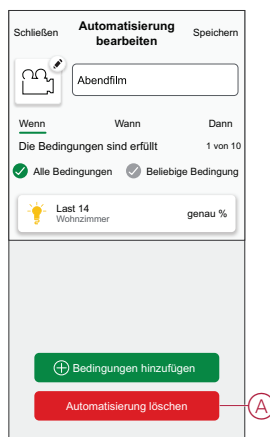 Schließen Automatisierung bearbeiten Speichern
Abendfilm
Wenn Wann Dann
Die Bedingungen sind erfüllt 1 von 10
Alle Bedingungen Beliebige Bedingung
Last 14
Wohnzimmer genau %
Bedingungen hinzufügen
Automatisierung löschen A